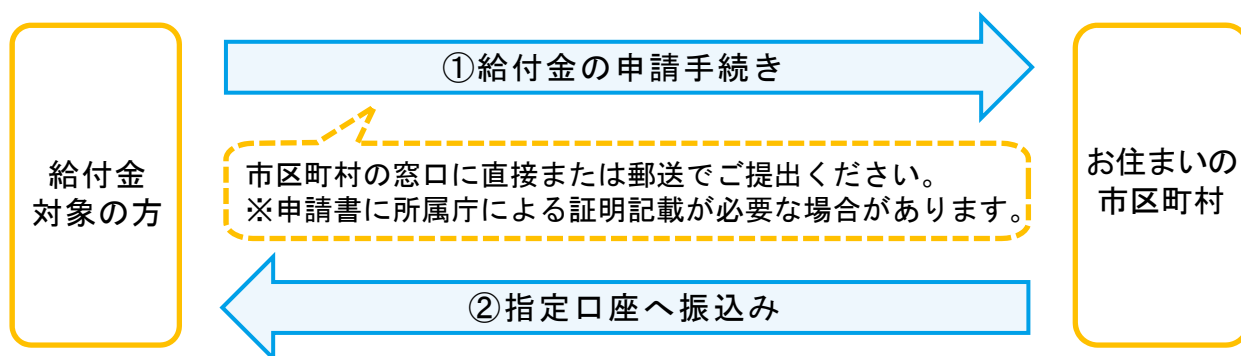 ①給付金の申請手続き
給付金
対象の方
市区町村の窓口に直接または郵送でご提出ください。
※申請書に所属庁による証明記載が必要な場合があります。
お住まいの
市区町村
②指定口座へ振込み